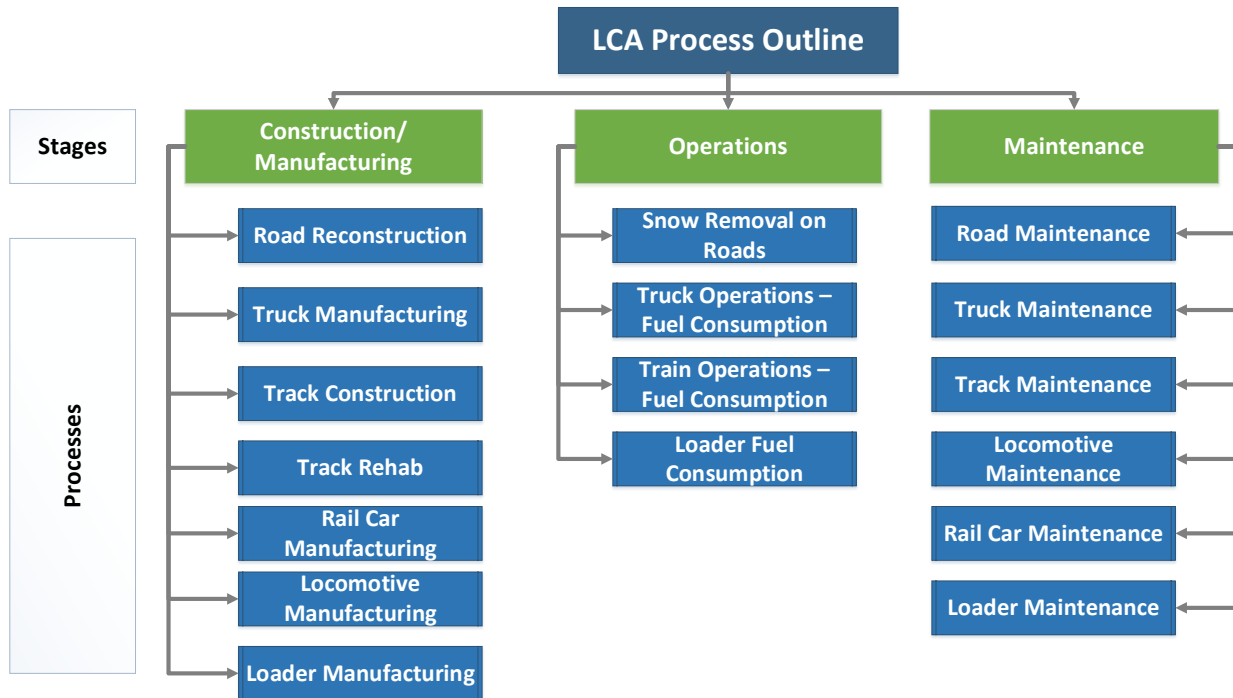 LCA Process Outline
Stages
Construction/
Manufacturing
Operations
Maintenance
Processes
Road Reconstruction
Truck Manufacturing
Track Construction
Track Rehab
Rail Car
Manufacturing
Locomotive
Manufacturing
Loader Manufacturing
Snow Removal on
Roads
Truck Operations –
Fuel Consumption
Train Operations –
Fuel Consumption
Loader Fuel
Consumption
Road Maintenance
Truck Maintenance
Track Maintenance
Locomotive
Maintenance
Rail Car Maintenance
Loader Maintenance